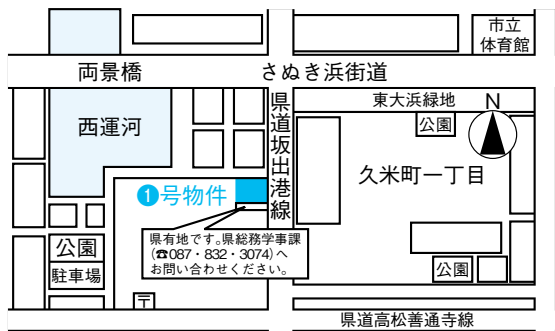 市立
体育館
両景橋
さぬき浜街道
東大浜緑地
N
公園
西運河
県道坂出港線
久米町一丁目
❶号物件
県有地です。県総務学事課
(☎087・832・3074)へ
お問い合わせください。
公園
駐車場
公園
〒
県道高松善通寺線